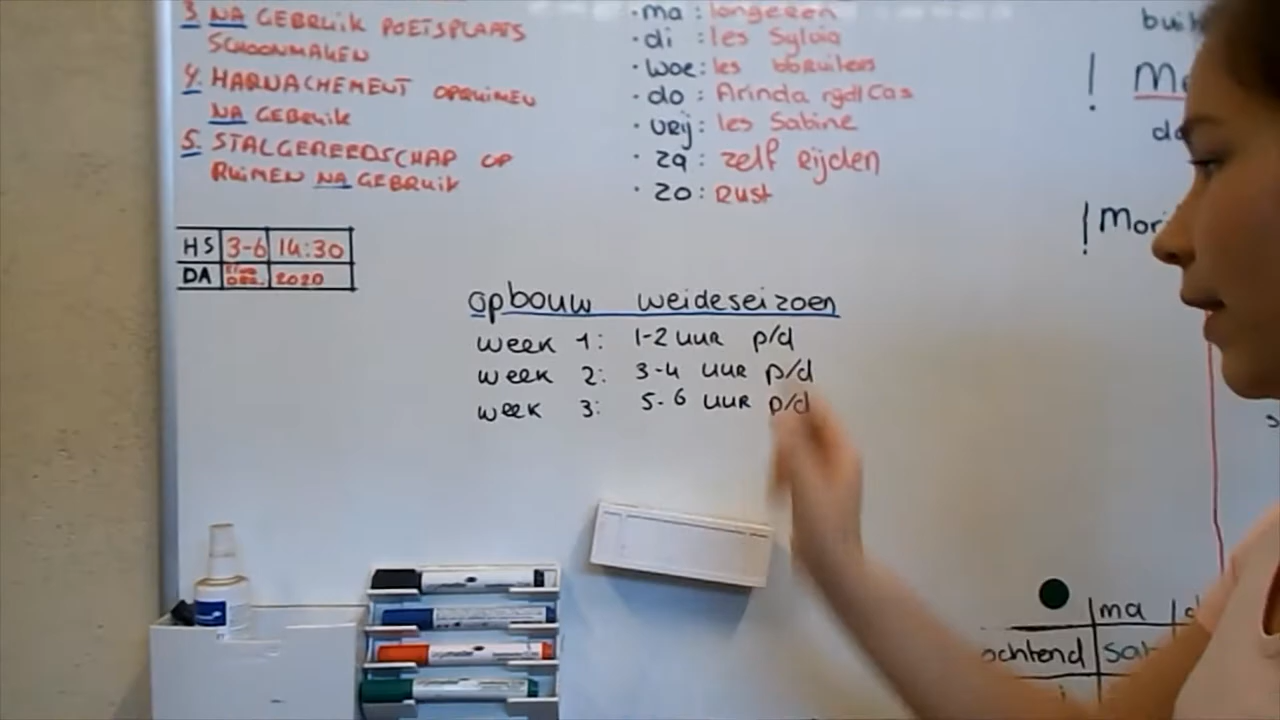 3. NA GEBRUIK POETSPLAATS
SCHOONMAKEN
4. HARNACHEMENT OPRUIMEN
NA GEBRUIK
5. STALGEREEDSCHAP OP
RUIMEN NA GEBRUIK
HS 3-6 14:30
DA 2020
• ma : longeren
• di : les Sylvia
• woe: les
• do : Arinda rijdt Cas
• vrij: les Sabine
• za : zelf rijden
• zo : rust
opbouw weideseizoen
week 1: 1-2 uur p/d
week 2: 3-4 uur p/d
week 3: 5-6 uur p/d
!
!
ma
ochtend